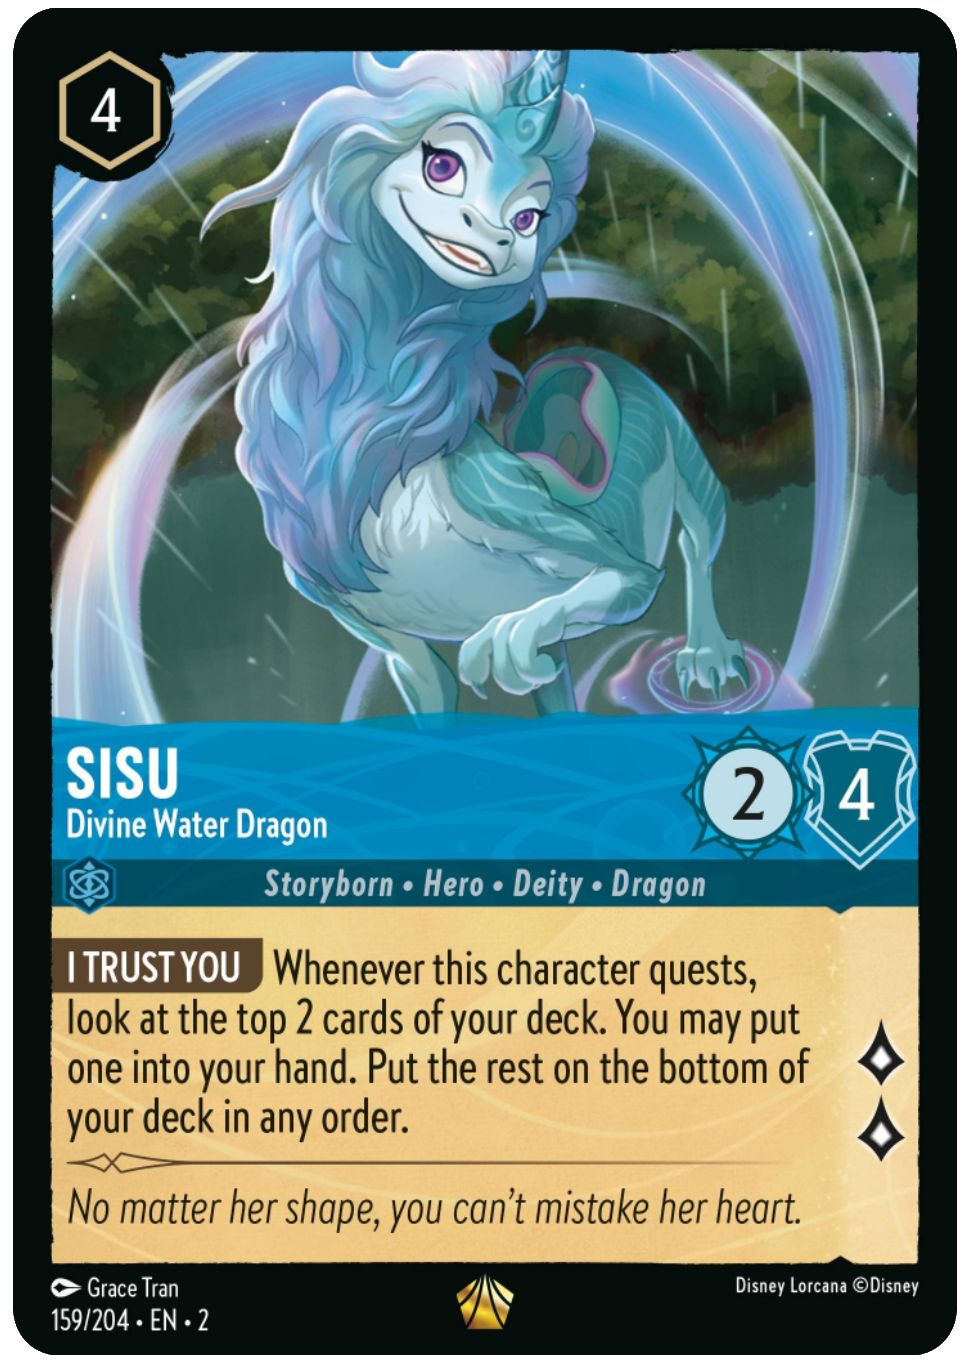 4
SISU
Divine Water Dragon
2
4
Storyborn • Hero • Deity • Dragon
I TRUST YOU Whenever this character quests,
look at the top 2 cards of your deck. You may put
one into your hand. Put the rest on the bottom of
your deck in any order.
No matter her shape, you can't mistake her heart.
Grace Tran
Disney Lorcana ©Disney
159/204 • EN • 2